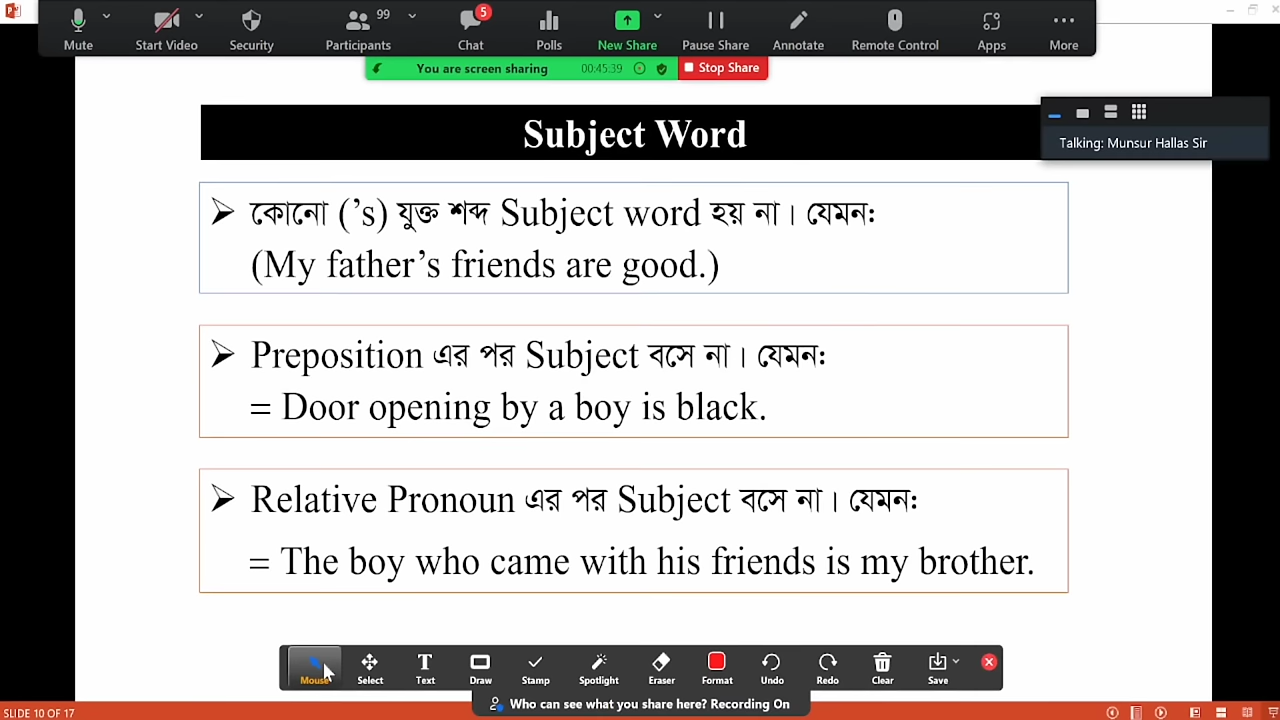 99
5
Mute
Start Video
Security
Participants
Chat
Polls
New Share
Pause Share
Annotate
Remote Control
Apps
More
You are screen sharing
00:45:39
Stop Share
Talking: Munsur Hallas Sir
Subject Word
➢ কোনো (’s) যুক্ত শব্দ Subject word হয় না। যেমনঃ
(My father’s friends are good.)
➢ Preposition এর পর Subject বসে না। যেমনঃ
= Door opening by a boy is black.
➢ Relative Pronoun এর পর Subject বসে না। যেমনঃ
= The boy who came with his friends is my brother.
Mouse
Select
Text
Draw
Stamp
Spotlight
Eraser
Format
Undo
Redo
Clear
Save
Who can see what you share here? Recording On
SLIDE 10 OF 17